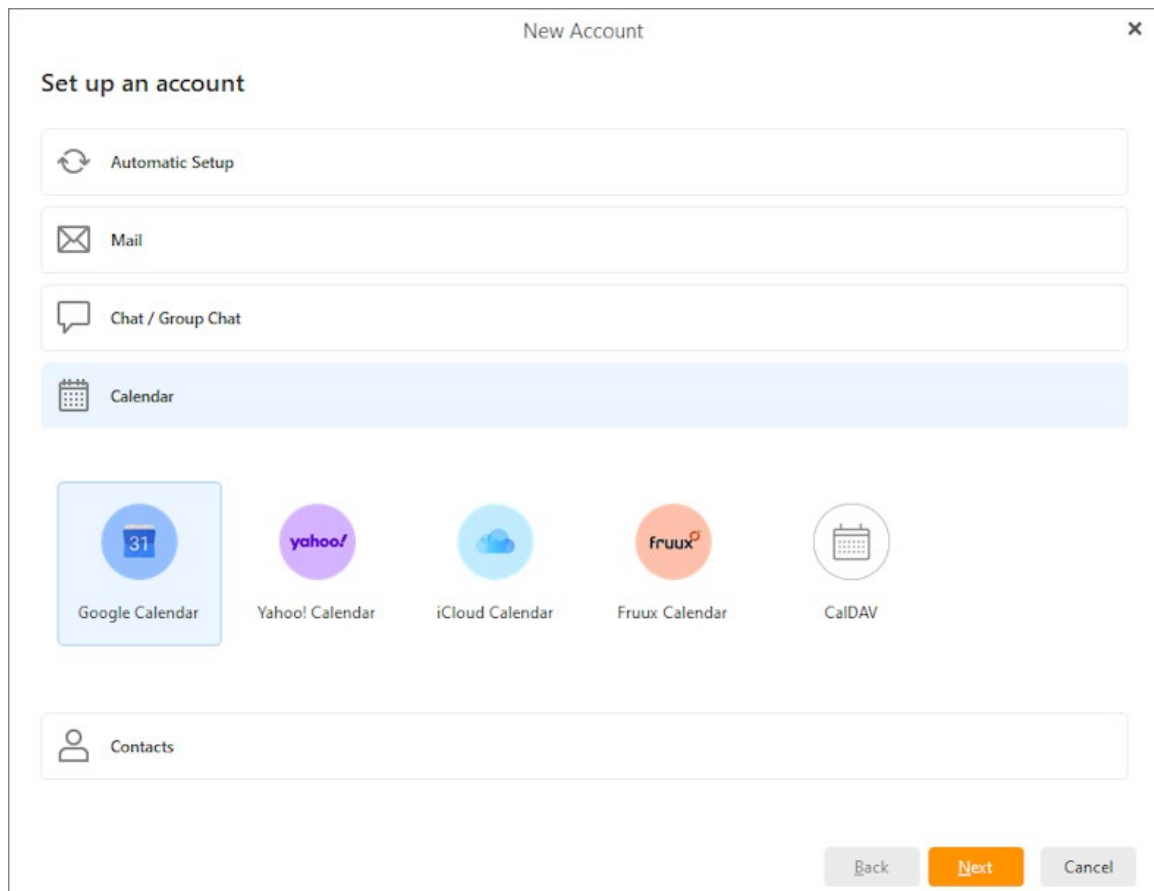 New Account
Set up an account
Automatic Setup
Mail
Chat / Group Chat
Calendar
31 yahoo! fruux
Google Calendar Yahoo! Calendar iCloud Calendar Fruux Calendar CalDAV
Contacts
Back Next Cancel